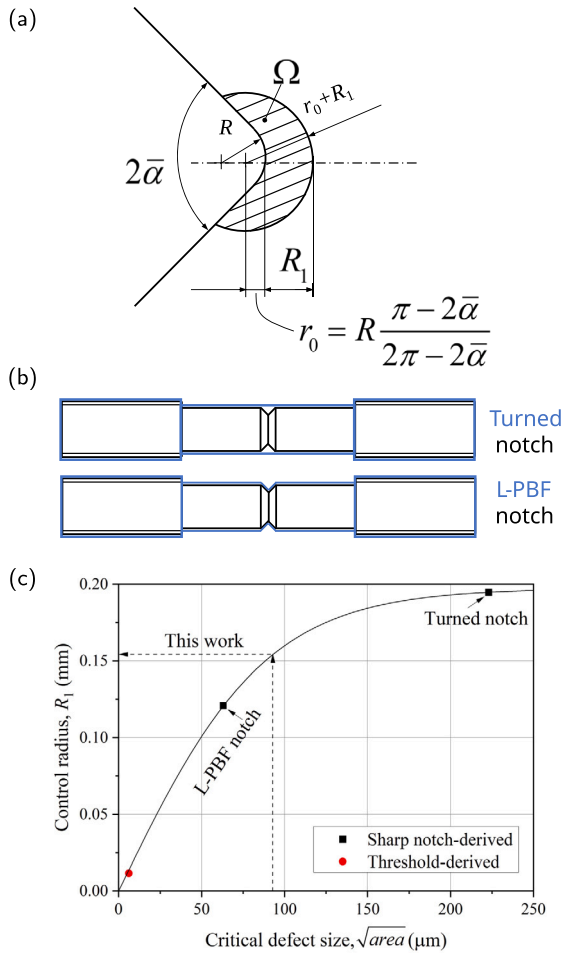 (a)
Ω
r₀+R₁
R
2α̅
R₁
r₀ = R (π − 2α̅)/(2π − 2α̅)
(b)
Turned
notch
L-PBF
notch
(c)
Control radius, R₁ (mm)
0.20
0.15
0.10
0.05
0.00
This work
Turned notch
L-PBF notch
Sharp notch-derived
Threshold-derived
0 50 100 150 200 250
Critical defect size, √area (μm)